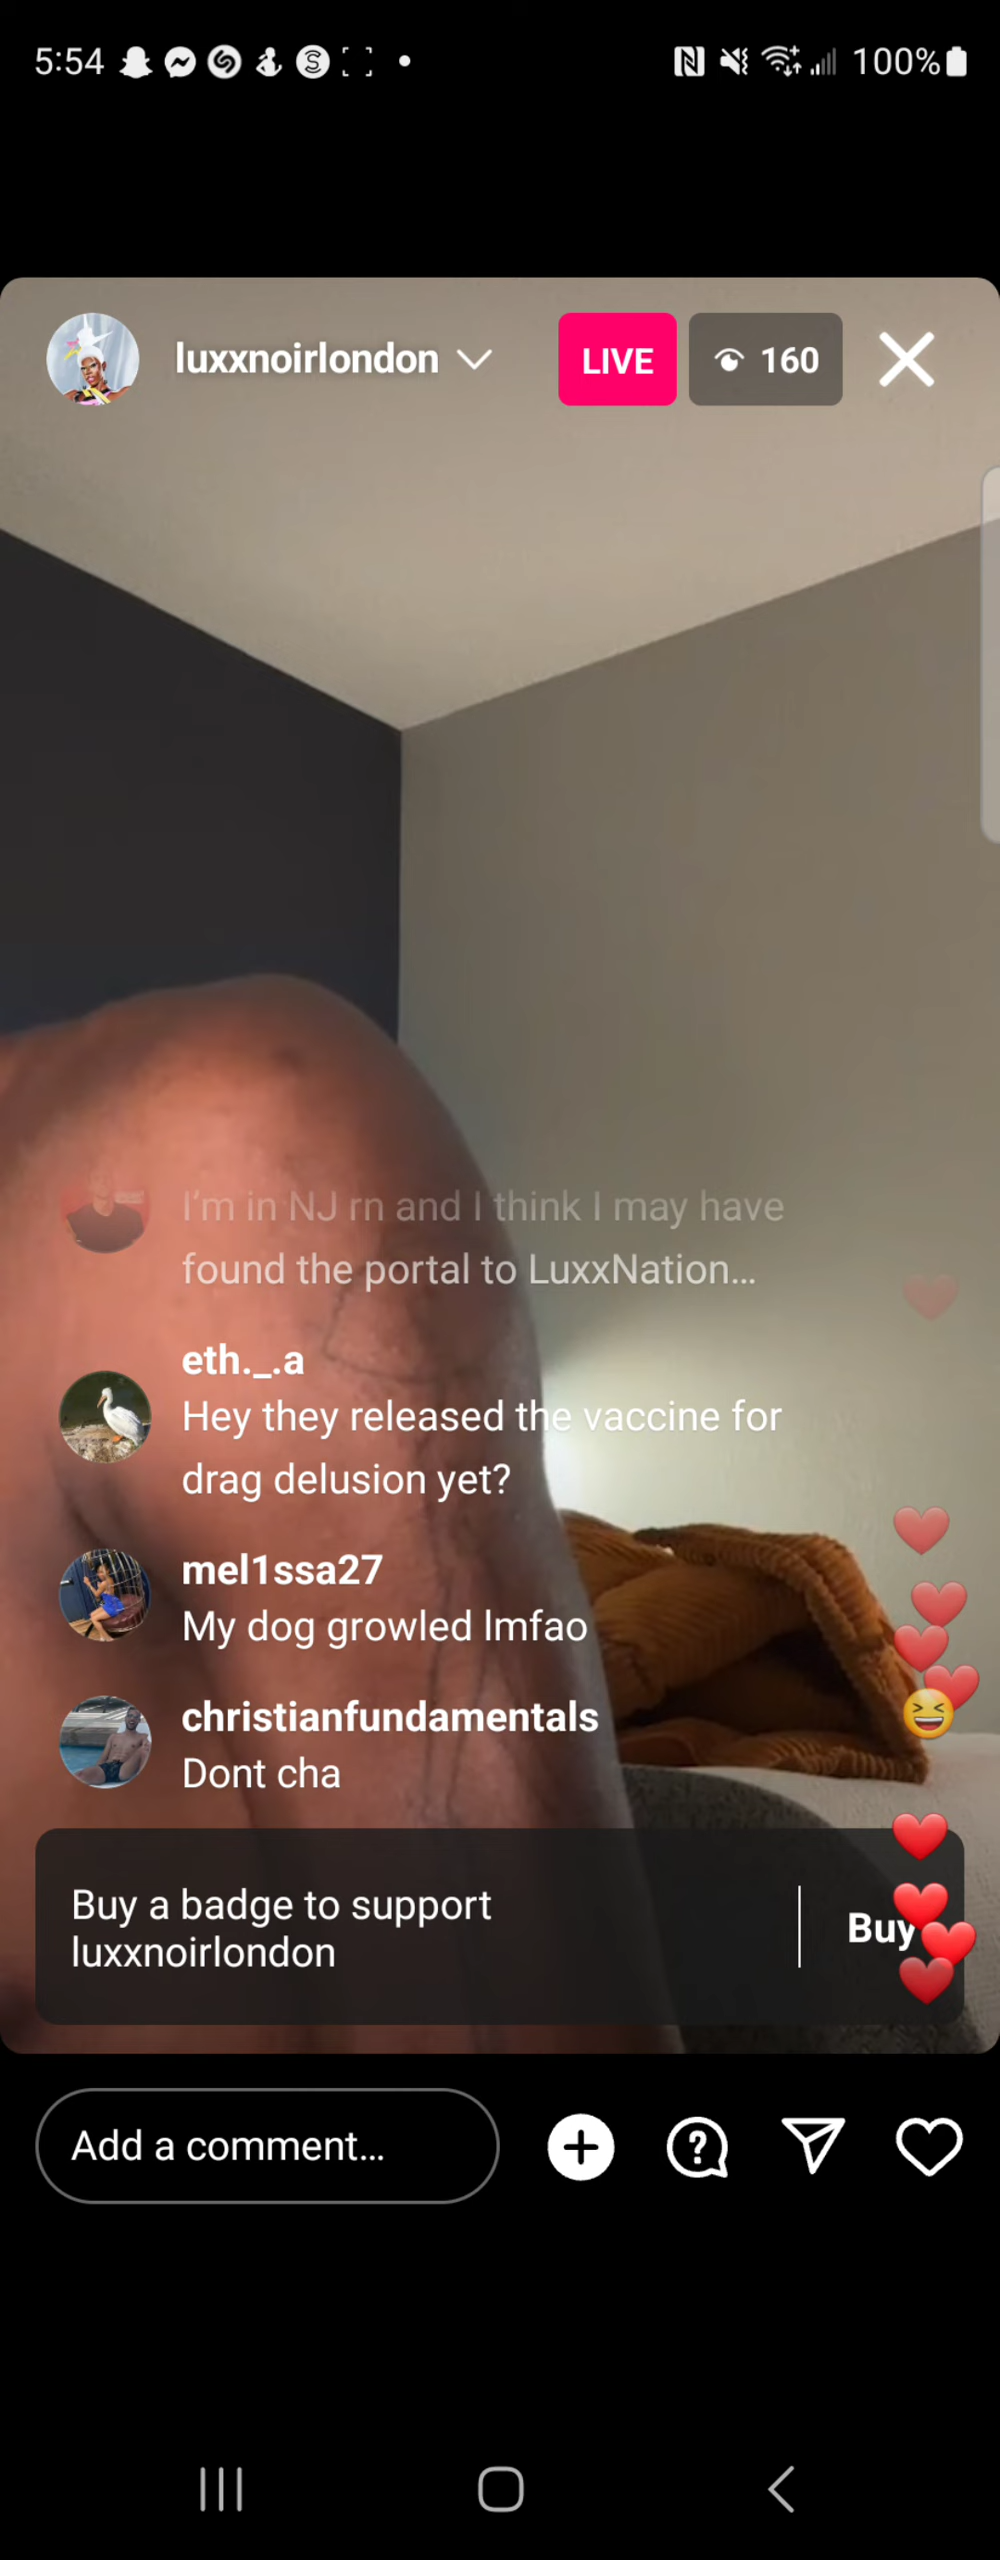 5:54
100%
luxxnoirlondon
LIVE
160
I'm in NJ rn and I think I may have
found the portal to LuxxNation...
eth._.a
Hey they released the vaccine for
drag delusion yet?
mel1ssa27
My dog growled lmfao
christianfundamentals
Dont cha
Buy a badge to support
luxxnoirlondon
Buy
Add a comment...